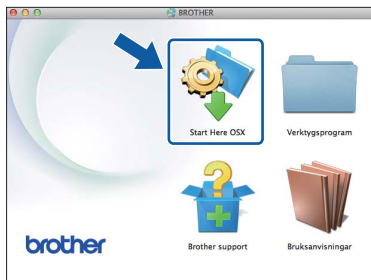 BROTHER
Start Here OSX
Verktygsprogram
Brother support
Bruksanvisningar
brother